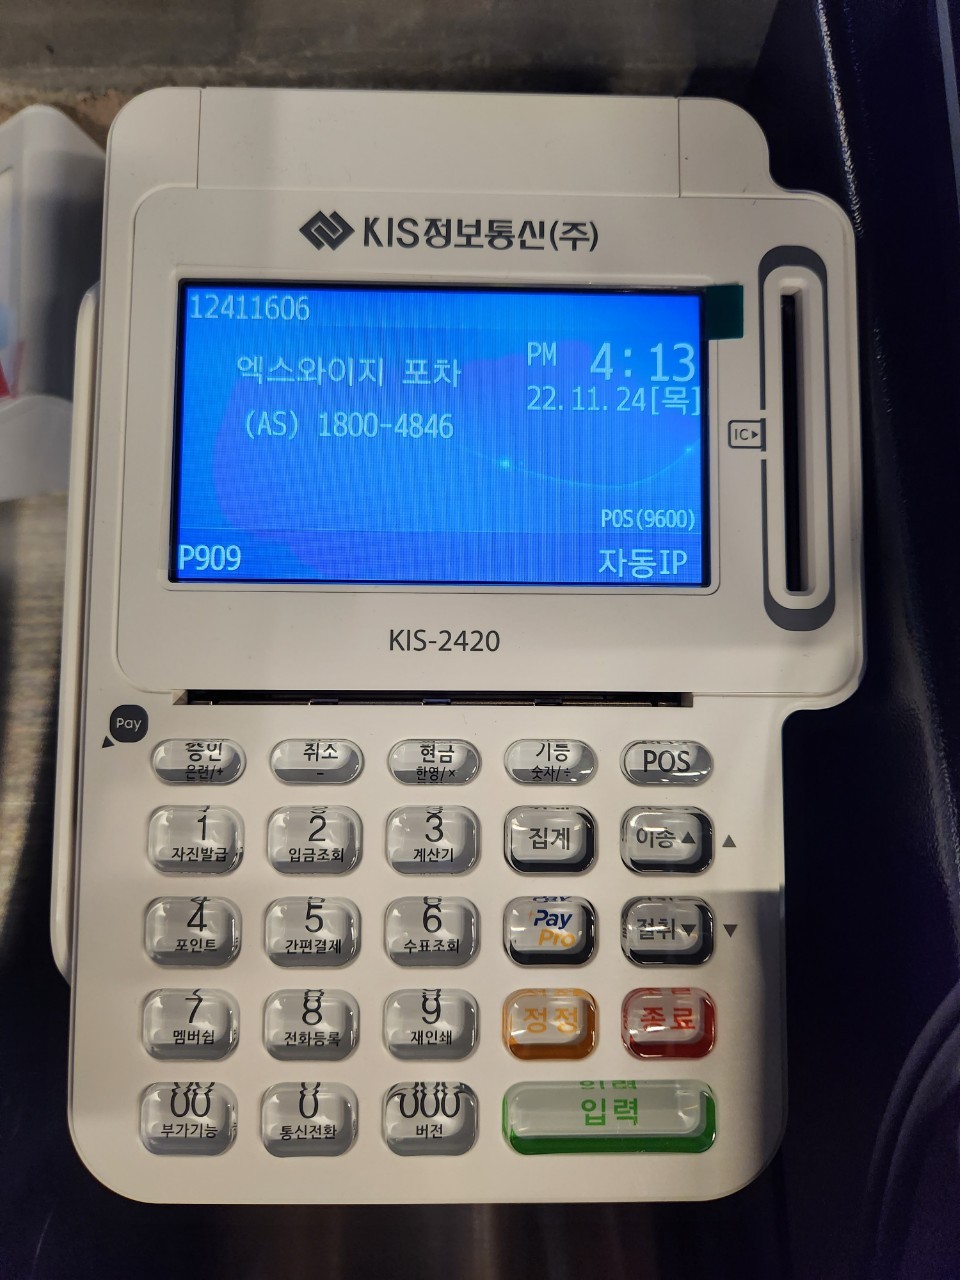 KIS정보통신(주)
12411606
엑스와이지 포차
PM 4:13
22.11.24[목]
(AS) 1800-4846
IC
POS(9600)
P909
자동IP
KIS-2420
Pay
승인 취소 현금 기능 POS
은련/+ - 한영/× 숫자/÷
1 2 3 집계 이송▲
자진발급 입금조회 계산기
4 5 6 Pay Pro 절취▼
포인트 간편결제 수표조회
7 8 9 정정 종료
멤버쉽 전화등록 재인쇄
00 0 000 입력
부가기능 통신전환 버전